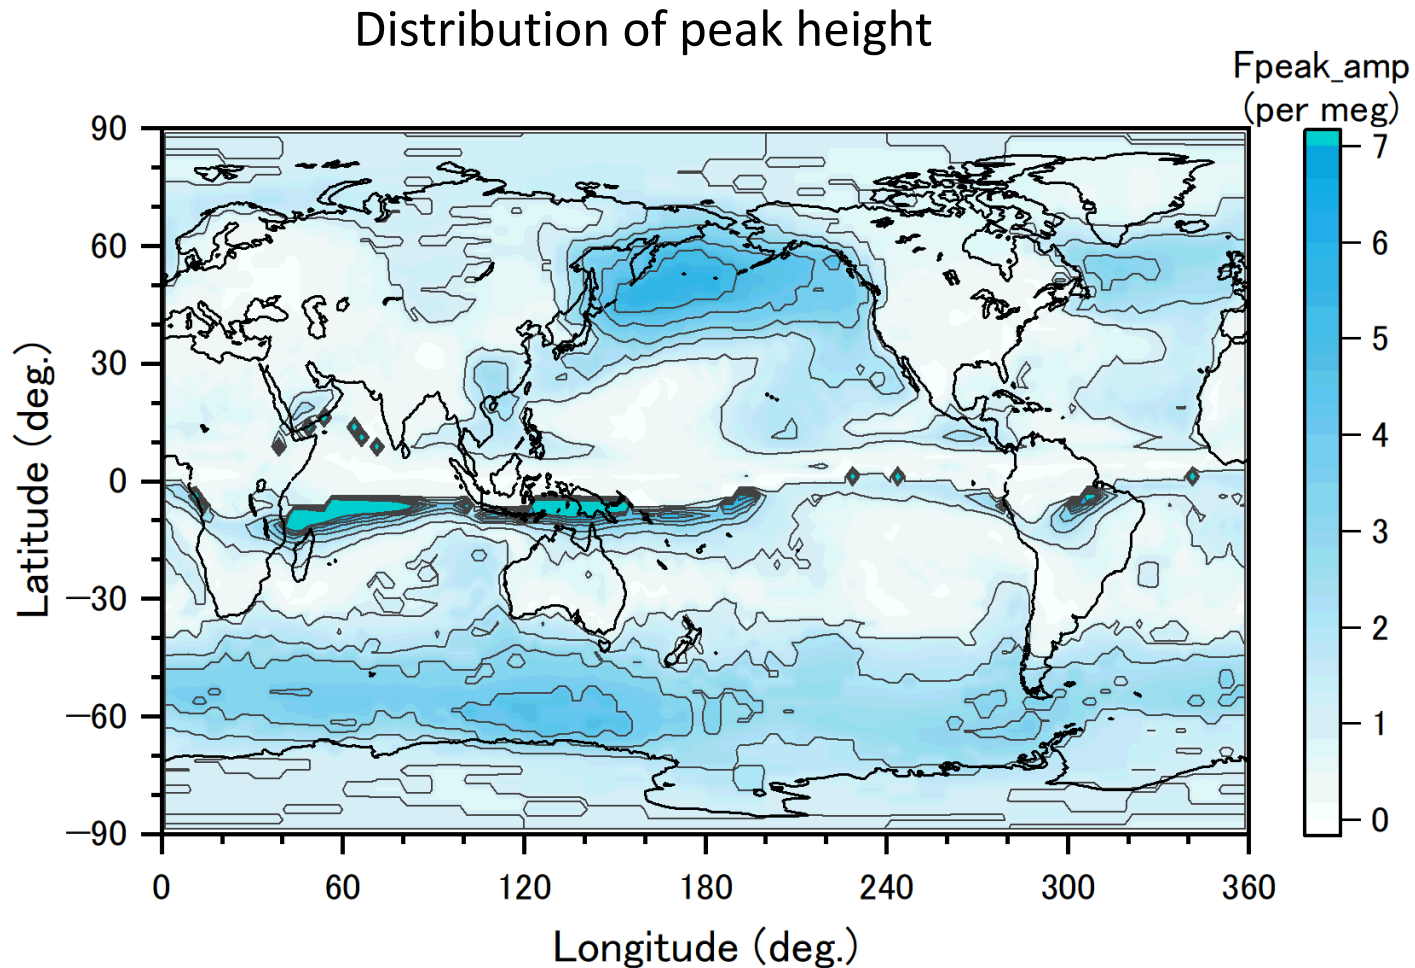 Distribution of peak height
Fpeak_amp
(per meg)
90
60
30
0
−30
−60
−90
Latitude (deg.)
7
6
5
4
3
2
1
0
0 60 120 180 240 300 360
Longitude (deg.)